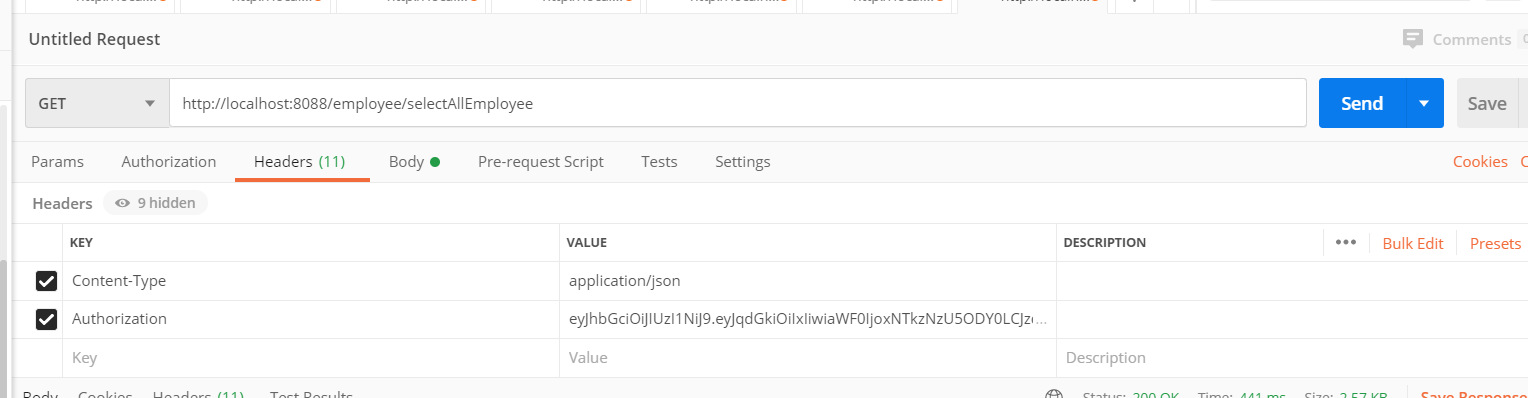 Untitled Request
Comments
GET http://localhost:8088/employee/selectAllEmployee Send Save
Params Authorization Headers (11) Body Pre-request Script Tests Settings Cookies
Headers 9 hidden
KEY VALUE DESCRIPTION ••• Bulk Edit Presets
Content-Type application/json
Authorization
Key Value Description
Body Cookies Headers (11) Test Results Status: 200 OK Time: 441 ms Size: 2.57 KB Save Response